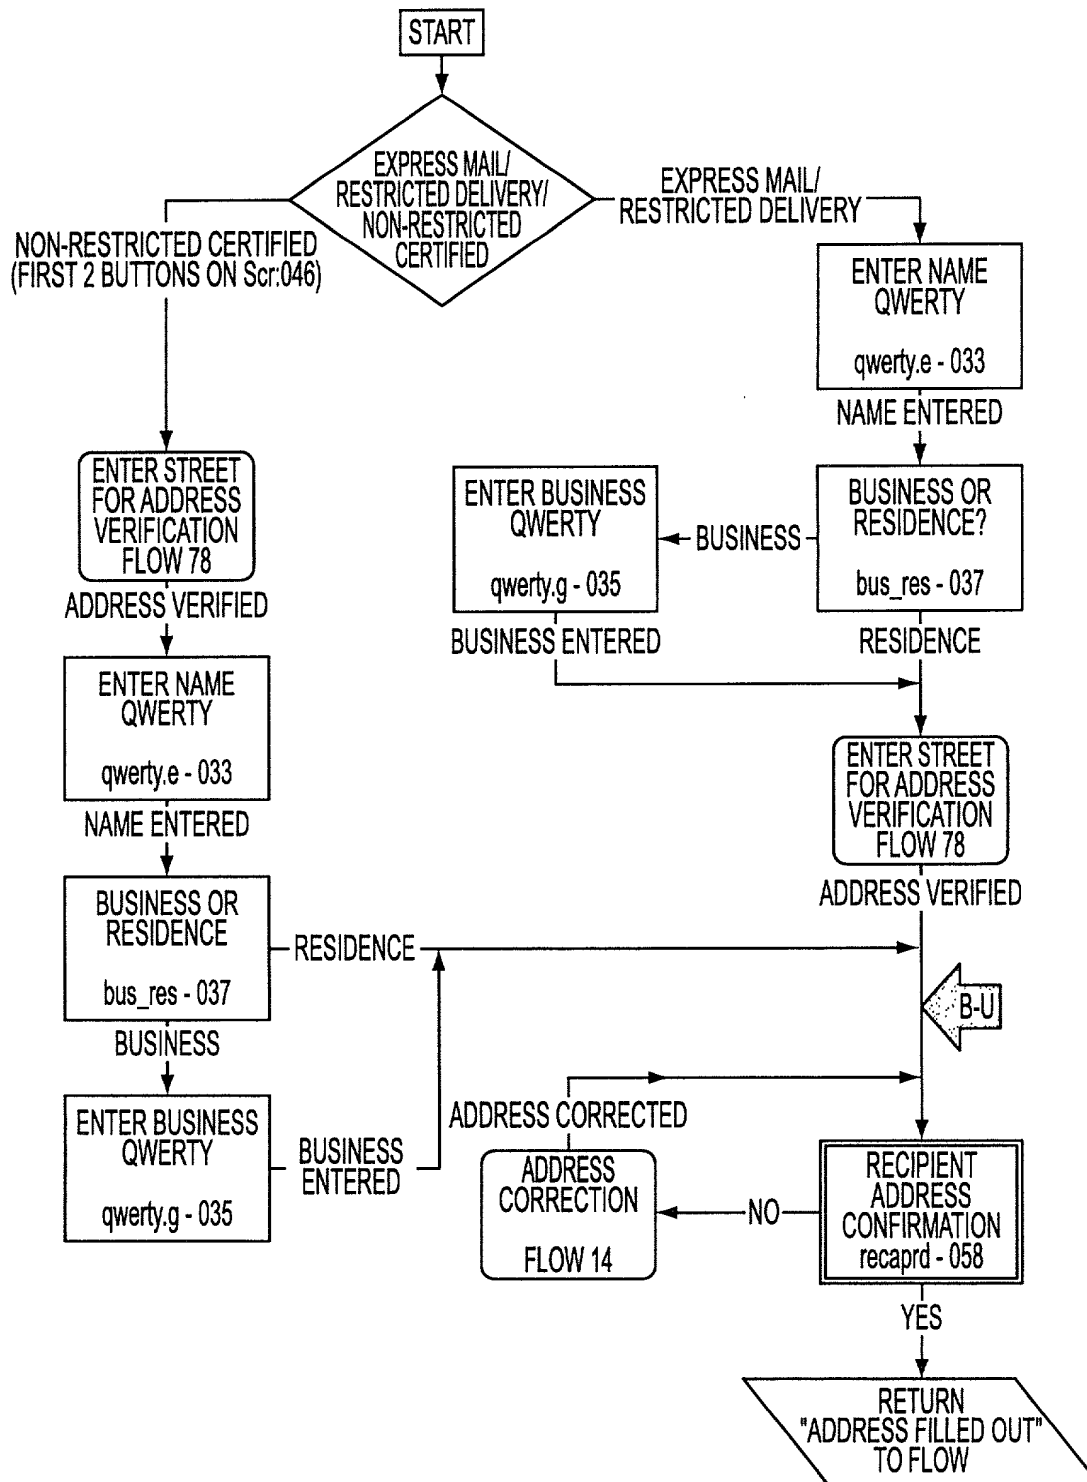 START
EXPRESS MAIL/
RESTRICTED DELIVERY/
NON-RESTRICTED
CERTIFIED
NON-RESTRICTED CERTIFIED
(FIRST 2 BUTTONS ON Scr:046)
EXPRESS MAIL/
RESTRICTED DELIVERY
ENTER NAME
QWERTY
qwerty.e - 033
NAME ENTERED
BUSINESS OR
RESIDENCE?
bus_res - 037
BUSINESS
ENTER BUSINESS
QWERTY
qwerty.g - 035
BUSINESS ENTERED
RESIDENCE
ENTER STREET
FOR ADDRESS
VERIFICATION
FLOW 78
ADDRESS VERIFIED
ENTER STREET
FOR ADDRESS
VERIFICATION
FLOW 78
ADDRESS VERIFIED
ENTER NAME
QWERTY
qwerty.e - 033
NAME ENTERED
BUSINESS OR
RESIDENCE
bus_res - 037
RESIDENCE
BUSINESS
ENTER BUSINESS
QWERTY
qwerty.g - 035
BUSINESS
ENTERED
B-U
ADDRESS CORRECTED
ADDRESS
CORRECTION
FLOW 14
NO
RECIPIENT
ADDRESS
CONFIRMATION
recaprd - 058
YES
RETURN
"ADDRESS FILLED OUT"
TO FLOW